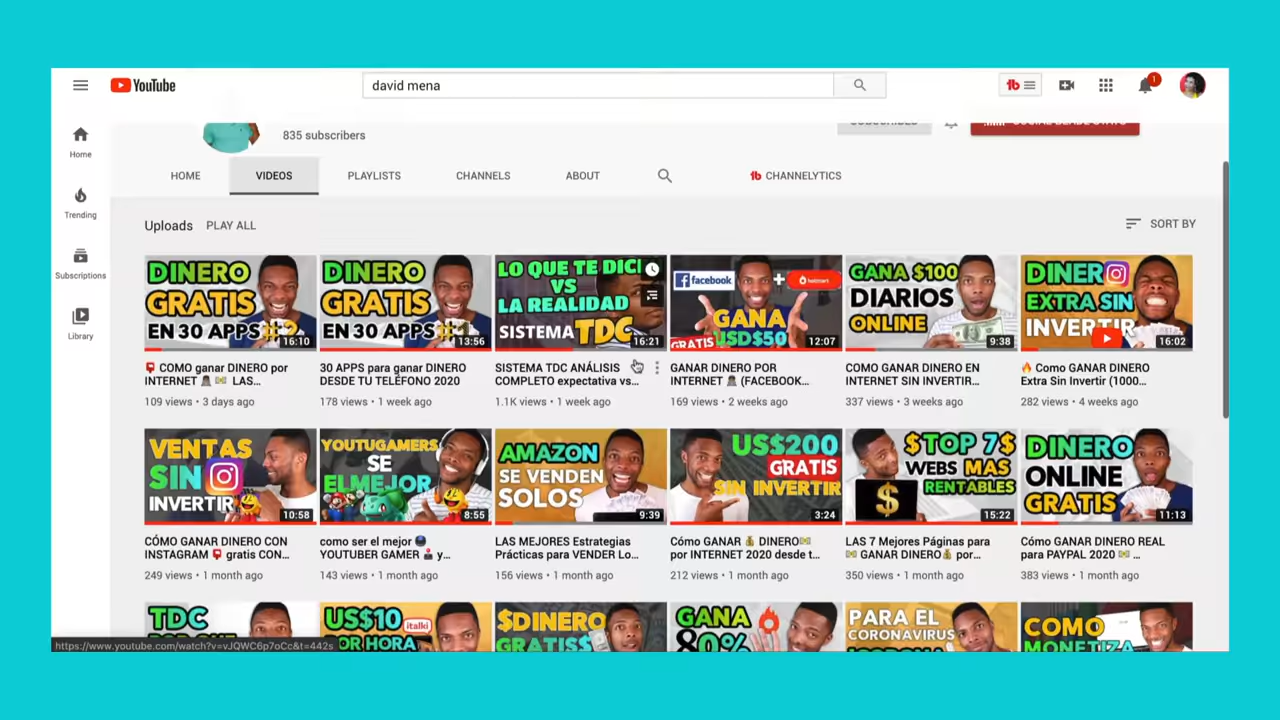 YouTube
david mena
1
835 subscribers
Home
Trending
Subscriptions
Library
HOME
VIDEOS
PLAYLISTS
CHANNELS
ABOUT
CHANNELYTICS
Uploads
PLAY ALL
SORT BY
DINERO
GRATIS
EN 30 APPS#2
16:10
COMO ganar DINERO por
INTERNET LAS...
109 views • 3 days ago
DINERO
GRATIS
EN 30 APPS#1
13:56
30 APPS para ganar DINERO
DESDE TU TELÉFONO 2020
178 views • 1 week ago
LO QUE TE DICI
VS
LA REALIDAD
SISTEMA TDC
16:21
SISTEMA TDC ANÁLISIS
COMPLETO expectativa vs...
1.1K views • 1 week ago
facebook + hotmart
GANA
GRATIS USD$50
12:07
GANAR DINERO POR
INTERNET (FACEBOOK...
169 views • 2 weeks ago
GANA $100
DIARIOS
ONLINE
9:38
COMO GANAR DINERO EN
INTERNET SIN INVERTIR...
337 views • 3 weeks ago
DINER
EXTRA SIN
INVERTIR
16:02
Como GANAR DINERO
Extra Sin Invertir (1000...
282 views • 4 weeks ago
VENTAS
SIN
INVERTIR
10:58
CÓMO GANAR DINERO CON
INSTAGRAM gratis CON...
249 views • 1 month ago
YOUTUGAMERS
SE
ELMEJOR
8:55
como ser el mejor
YOUTUBER GAMER y...
143 views • 1 month ago
AMAZON
SE VENDEN
SOLOS
9:39
LAS MEJORES Estrategias
Prácticas para VENDER Lo...
156 views • 1 month ago
US$200
GRATIS
SIN INVERTIR
3:24
Cómo GANAR DINERO
por INTERNET 2020 desde t...
212 views • 1 month ago
$TOP 7$
WEBS MAS
RENTABLES
15:22
LAS 7 Mejores Páginas para
GANAR DINERO por...
350 views • 1 month ago
DINERO
ONLINE
GRATIS
11:13
Cómo GANAR DINERO REAL
para PAYPAL 2020 ...
383 views • 1 month ago
TDC
US$10
italki
POR HORA
$DINERO
GRATIS$
GANA
80%
PARA EL
CORONAVIRUS
COMO
MONETIZA
https://www.youtube.com/watch?v=vJQWC6p7oCc&t=442s